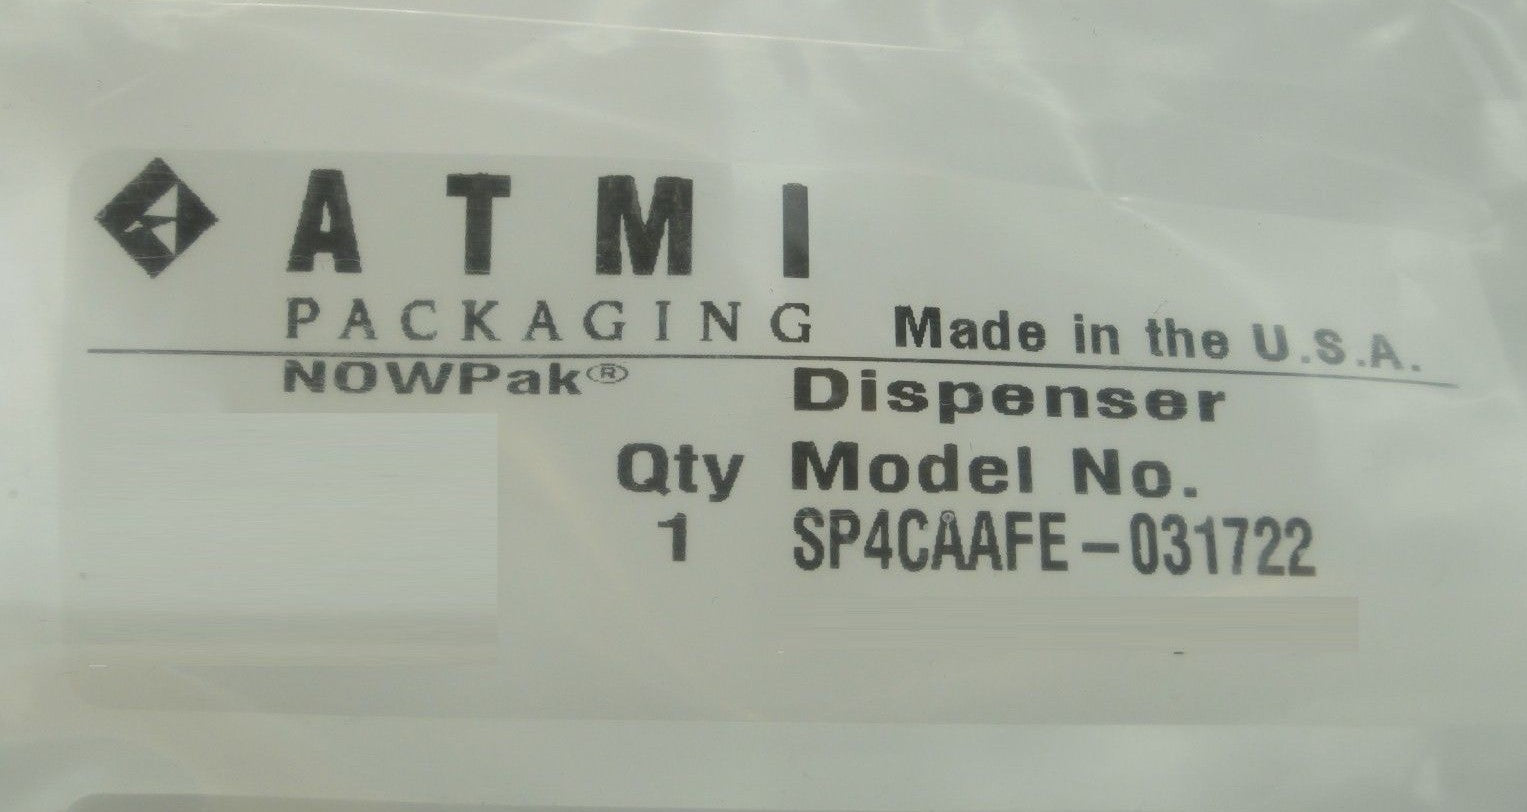 ATMI
PACKAGING Made in the U.S.A.
NOWPak® Dispenser
Qty Model No.
1 SP4CAAFE-031722